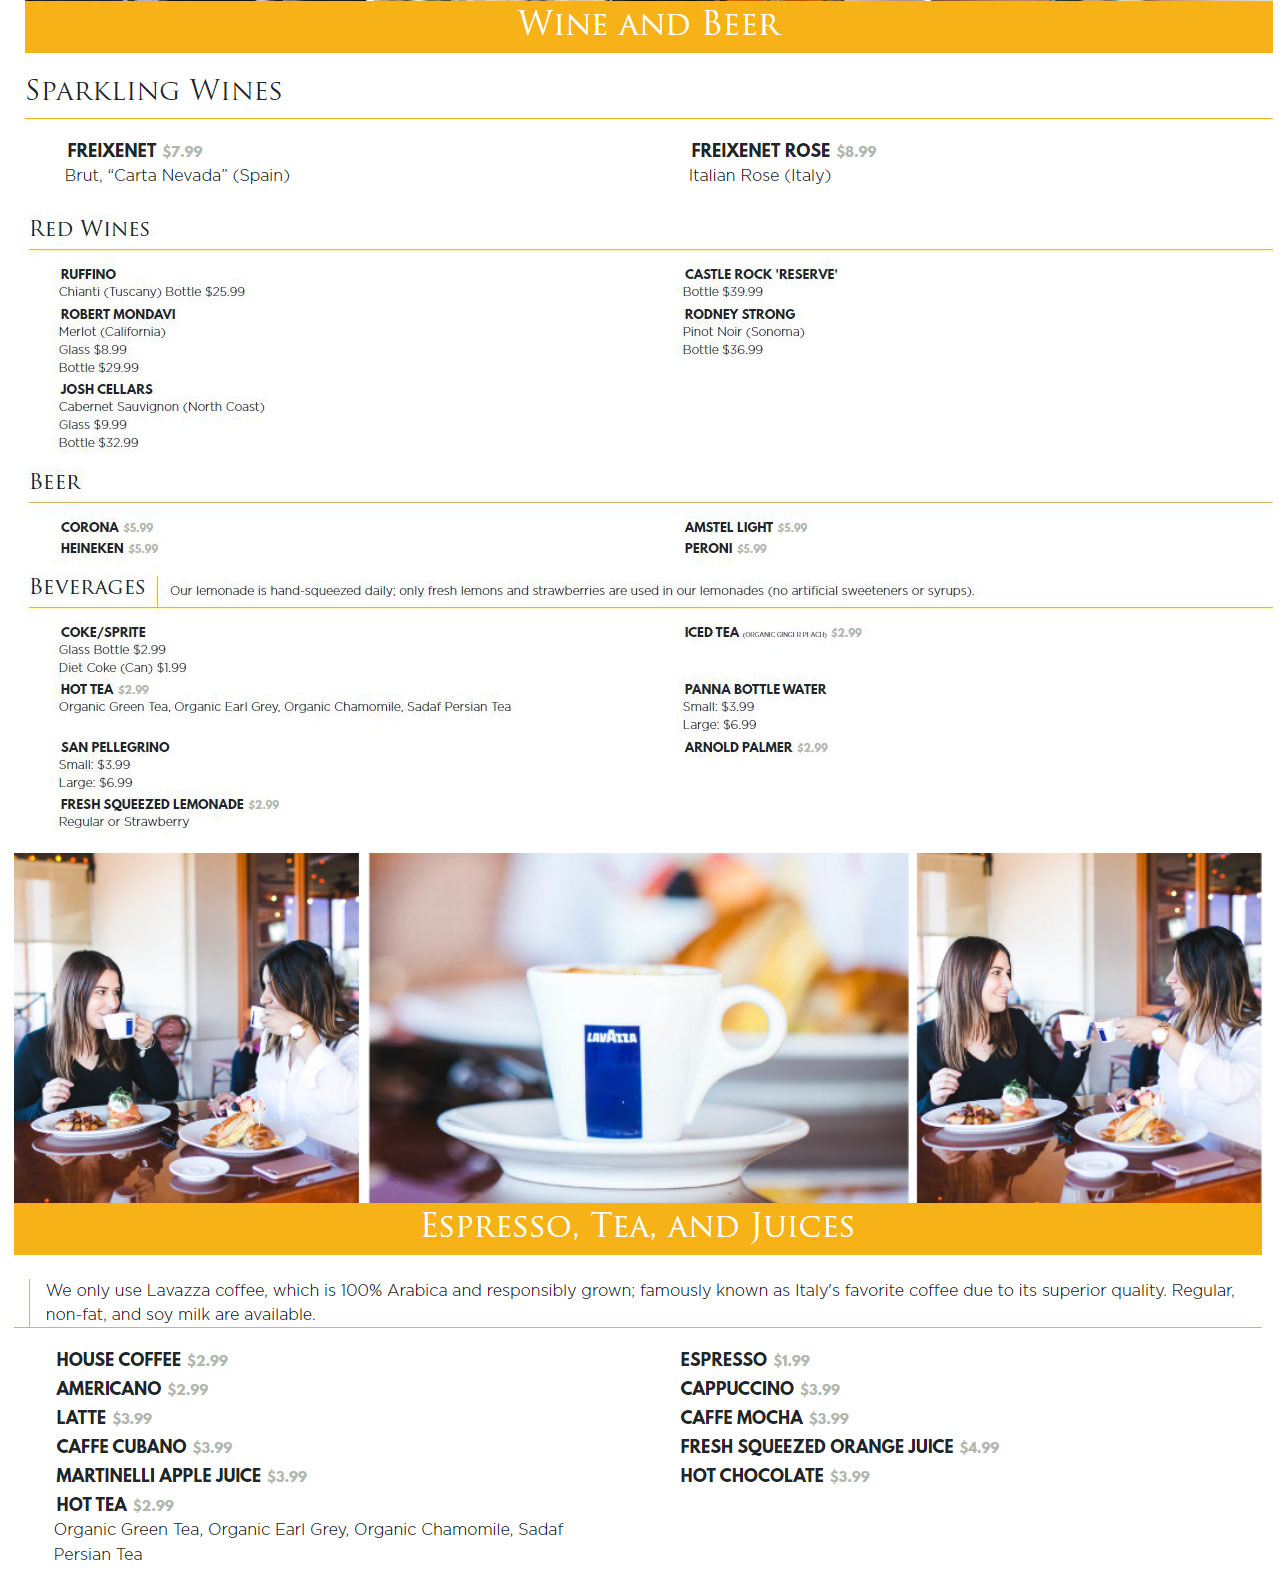 WINE AND BEER
SPARKLING WINES
FREIXENET $7.99
Brut, “Carta Nevada” (Spain)
FREIXENET ROSE $8.99
Italian Rose (Italy)
RED WINES
RUFFINO
Chianti (Tuscany) Bottle $25.99
ROBERT MONDAVI
Merlot (California)
Glass $8.99
Bottle $29.99
JOSH CELLARS
Cabernet Sauvignon (North Coast)
Glass $9.99
Bottle $32.99
CASTLE ROCK 'RESERVE'
Bottle $39.99
RODNEY STRONG
Pinot Noir (Sonoma)
Bottle $36.99
BEER
CORONA $5.99
HEINEKEN $5.99
AMSTEL LIGHT $5.99
PERONI $5.99
BEVERAGES
Our lemonade is hand-squeezed daily; only fresh lemons and strawberries are used in our lemonades (no artificial sweeteners or syrups).
COKE/SPRITE
Glass Bottle $2.99
Diet Coke (Can) $1.99
ICED TEA (ORGANIC GINGER PEACH) $2.99
HOT TEA $2.99
Organic Green Tea, Organic Earl Grey, Organic Chamomile, Sadaf Persian Tea
PANNA BOTTLE WATER
Small: $3.99
Large: $6.99
SAN PELLEGRINO
Small: $3.99
Large: $6.99
ARNOLD PALMER $2.99
FRESH SQUEEZED LEMONADE $2.99
Regular or Strawberry
LAVAZZA
ESPRESSO, TEA, AND JUICES
We only use Lavazza coffee, which is 100% Arabica and responsibly grown; famously known as Italy's favorite coffee due to its superior quality. Regular,
non-fat, and soy milk are available.
HOUSE COFFEE $2.99
AMERICANO $2.99
LATTE $3.99
CAFFE CUBANO $3.99
MARTINELLI APPLE JUICE $3.99
HOT TEA $2.99
Organic Green Tea, Organic Earl Grey, Organic Chamomile, Sadaf
Persian Tea
ESPRESSO $1.99
CAPPUCCINO $3.99
CAFFE MOCHA $3.99
FRESH SQUEEZED ORANGE JUICE $4.99
HOT CHOCOLATE $3.99